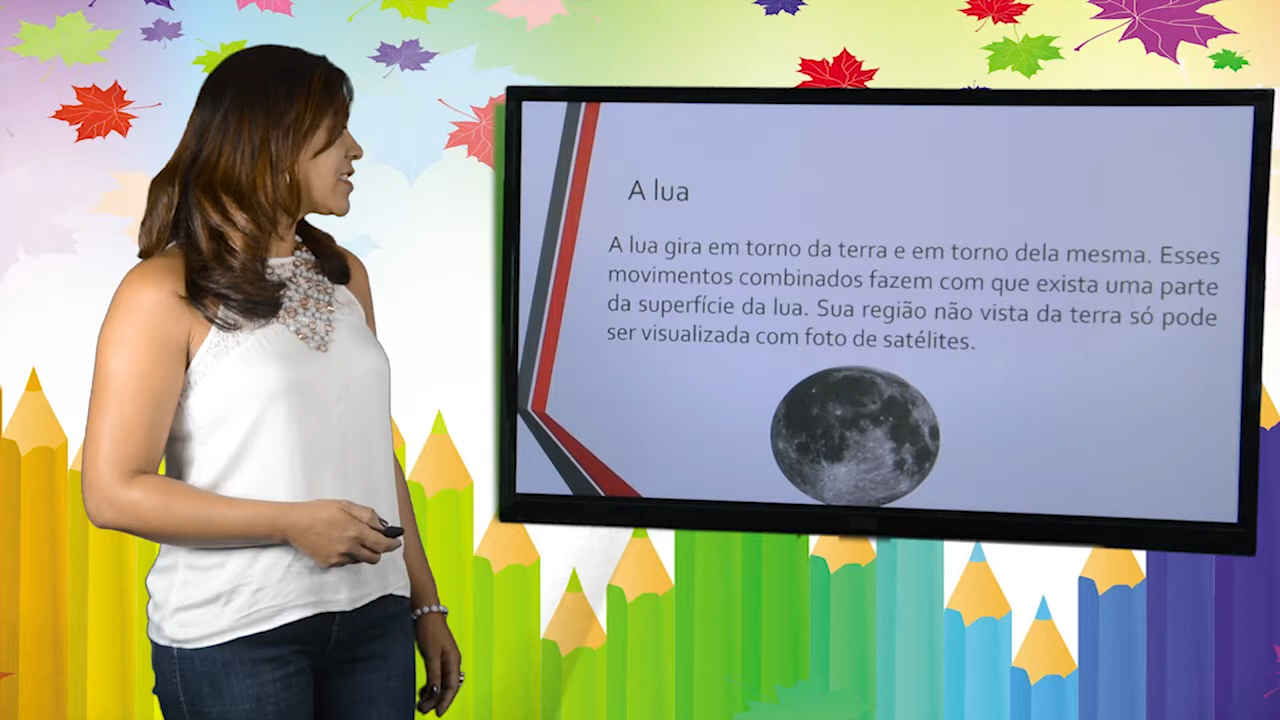 A lua
A lua gira em torno da terra e em torno dela mesma. Esses
movimentos combinados fazem com que exista uma parte
da superfície da lua. Sua região não vista da terra só pode
ser visualizada com foto de satélites.